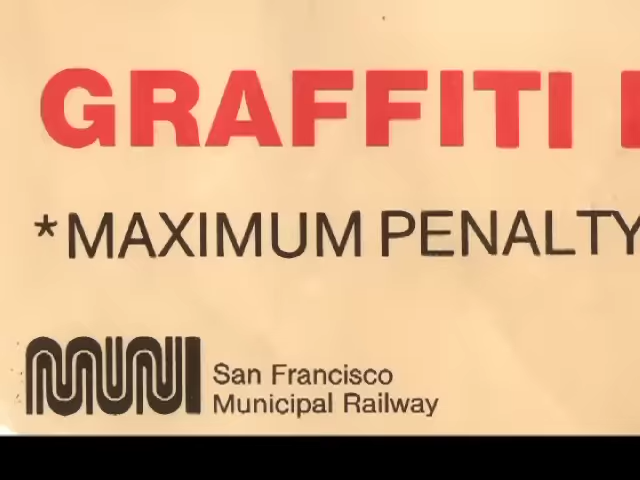 GRAFFITI
*MAXIMUM PENALTY
MUNI
San Francisco
Municipal Railway